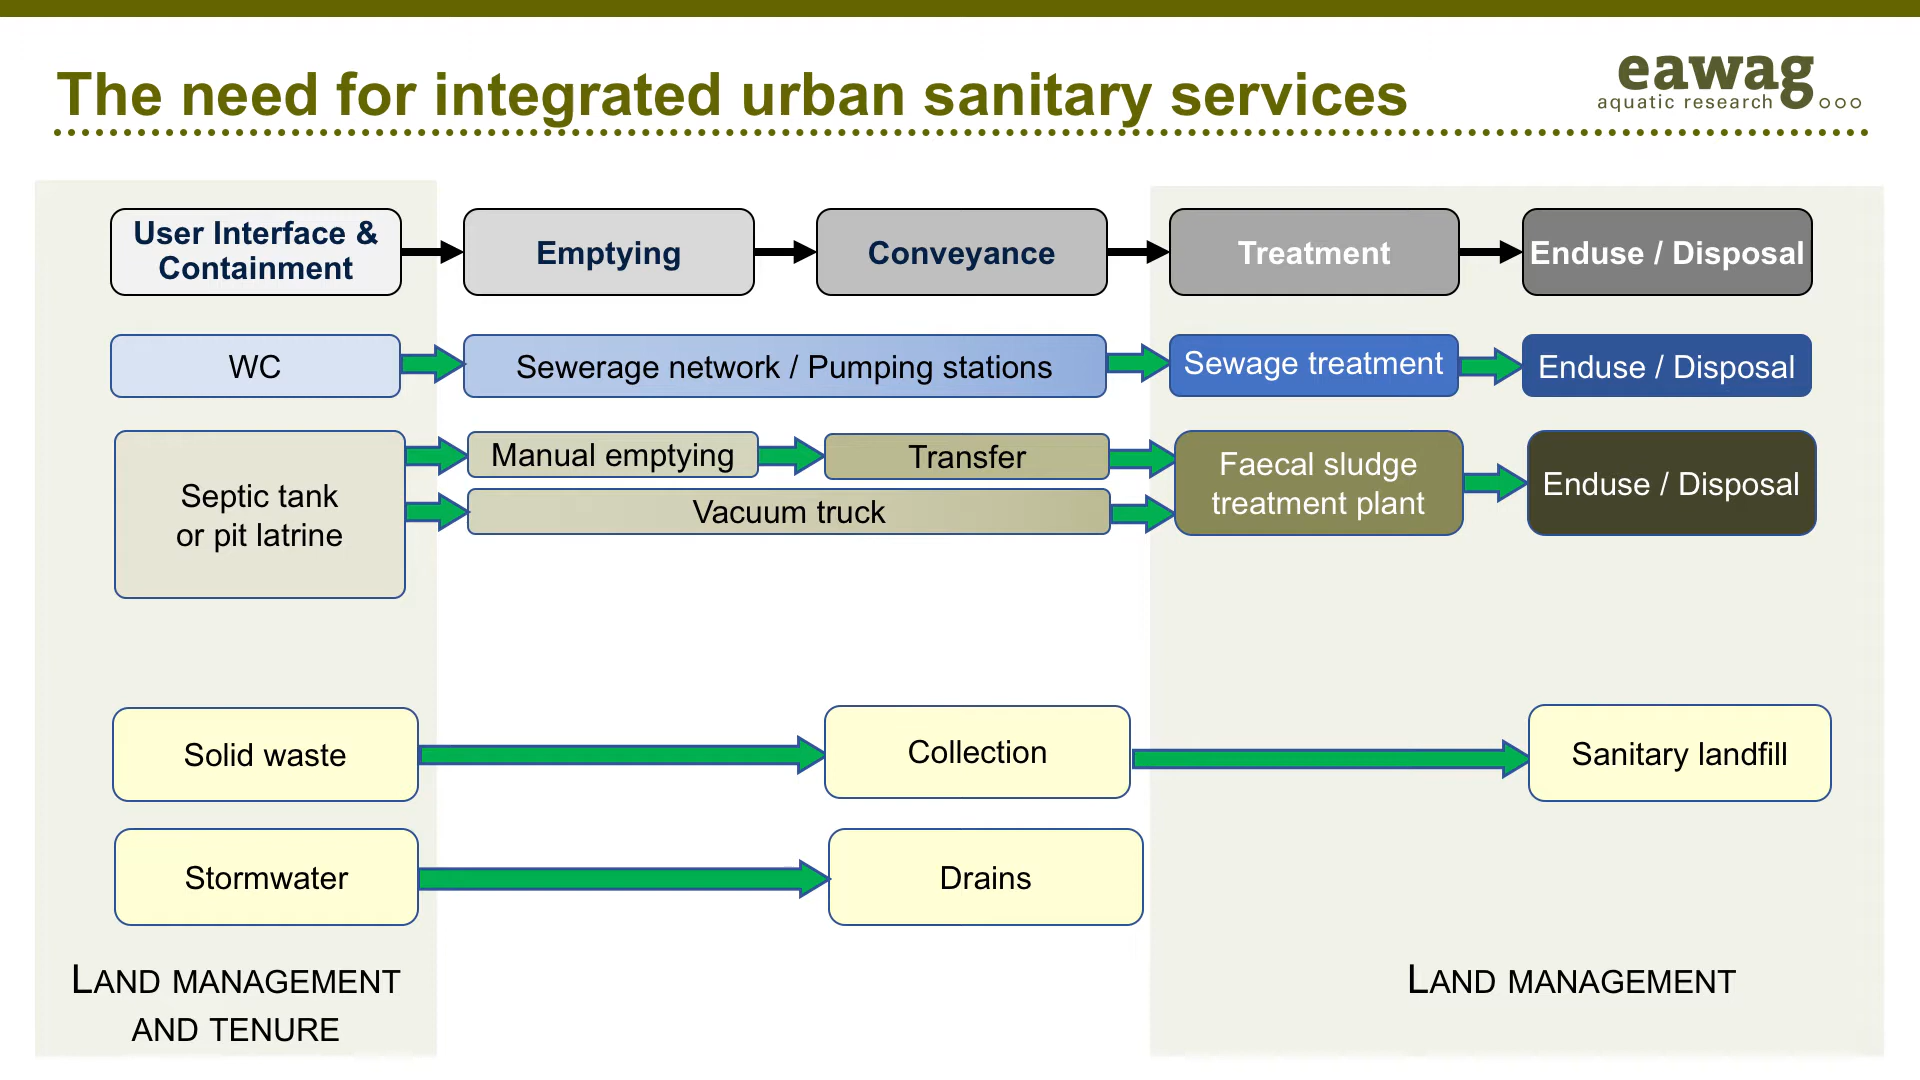 The need for integrated urban sanitary services
eawag
aquatic research
User Interface &
Containment
Emptying
Conveyance
Treatment
Enduse / Disposal
WC
Sewerage network / Pumping stations
Sewage treatment
Enduse / Disposal
Septic tank
or pit latrine
Manual emptying
Transfer
Vacuum truck
Faecal sludge
treatment plant
Enduse / Disposal
Solid waste
Collection
Sanitary landfill
Stormwater
Drains
LAND MANAGEMENT
AND TENURE
LAND MANAGEMENT